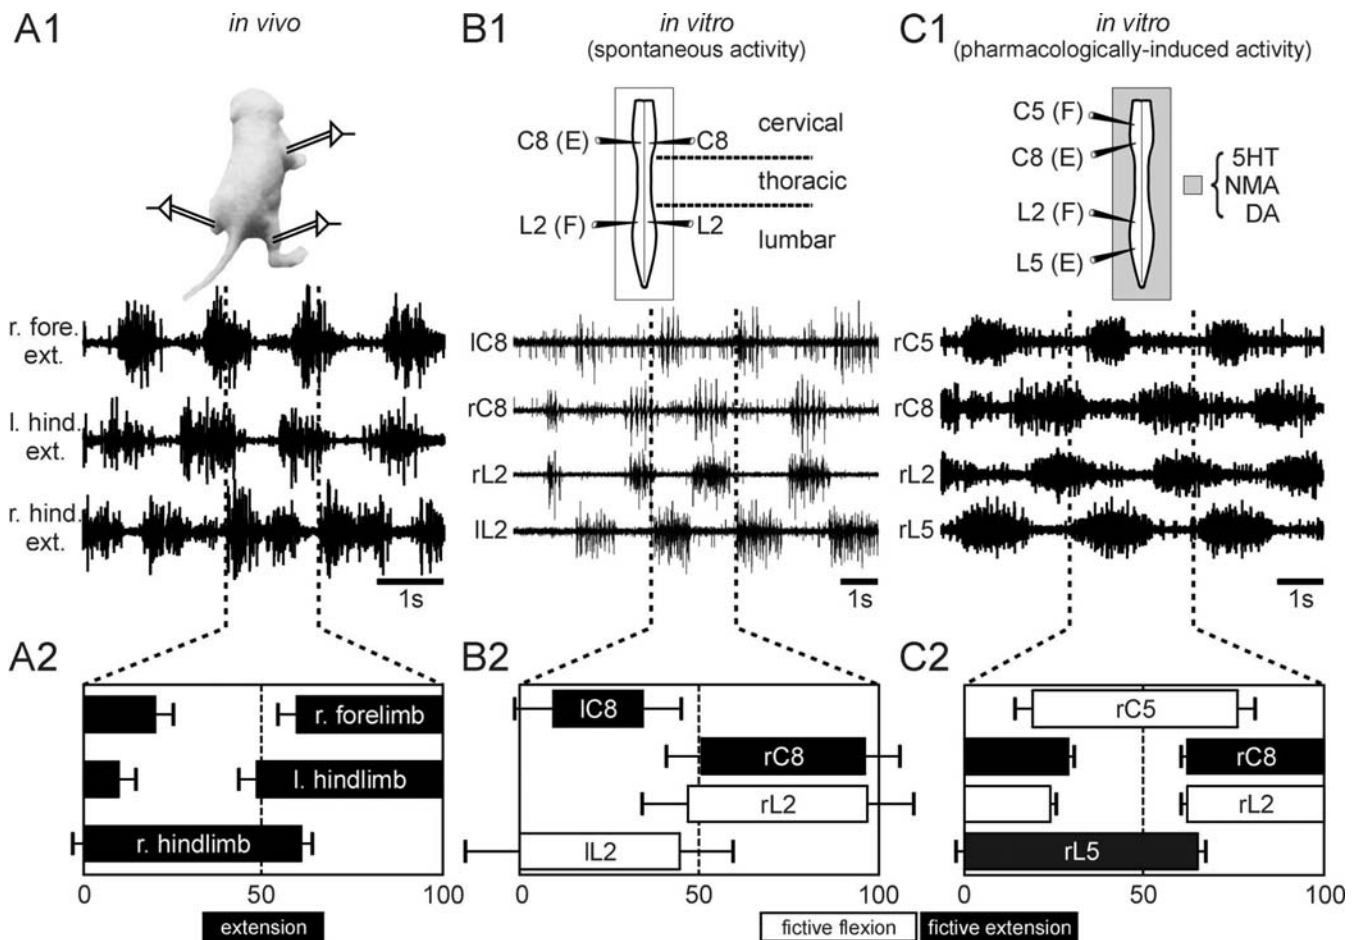 A1
in vivo
B1
in vitro
(spontaneous activity)
C1
in vitro
(pharmacologically-induced activity)
C8 (E)
C8
L2 (F)
L2
cervical
thoracic
lumbar
C5 (F)
C8 (E)
L2 (F)
L5 (E)
5HT
NMA
DA
r. fore.
ext.
l. hind.
ext.
r. hind.
ext.
1s
lC8
rC8
rL2
lL2
1s
rC5
rC8
rL2
rL5
1s
A2
r. forelimb
l. hindlimb
r. hindlimb
0 50 100
extension
B2
lC8
rC8
rL2
lL2
0 50 100
C2
rC5
rC8
rL2
rL5
0 50 100
fictive flexion
fictive extension